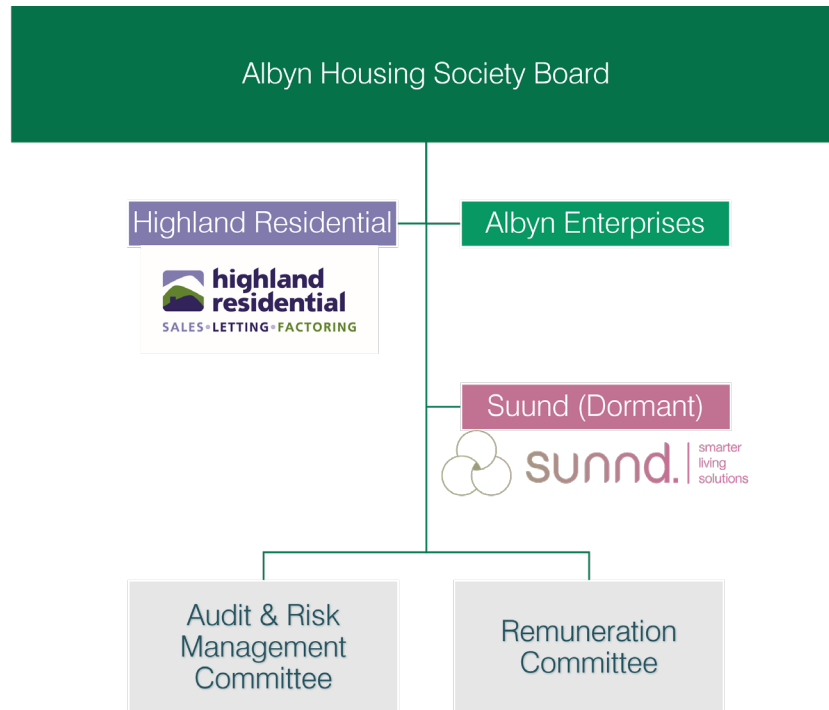 Albyn Housing Society Board
Highland Residential
Albyn Enterprises
highland
residential
SALES•LETTING•FACTORING
Suund (Dormant)
sunnd.
smarter
living
solutions
Audit & Risk
Management
Committee
Remuneration
Committee